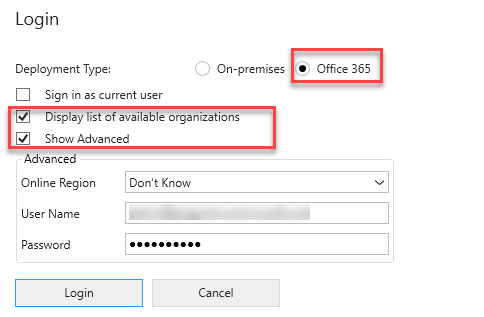 Login
Deployment Type: On-premises Office 365
Sign in as current user
Display list of available organizations
Show Advanced
Advanced
Online Region Don't Know
User Name
Password ●●●●●●●●●●
Login Cancel